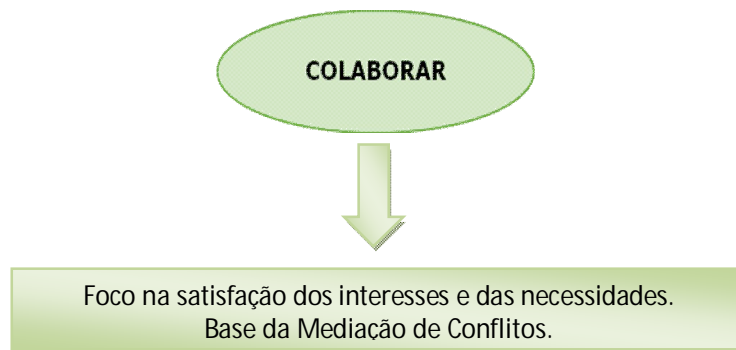 COLABORAR
Foco na satisfação dos interesses e das necessidades.
Base da Mediação de Conflitos.